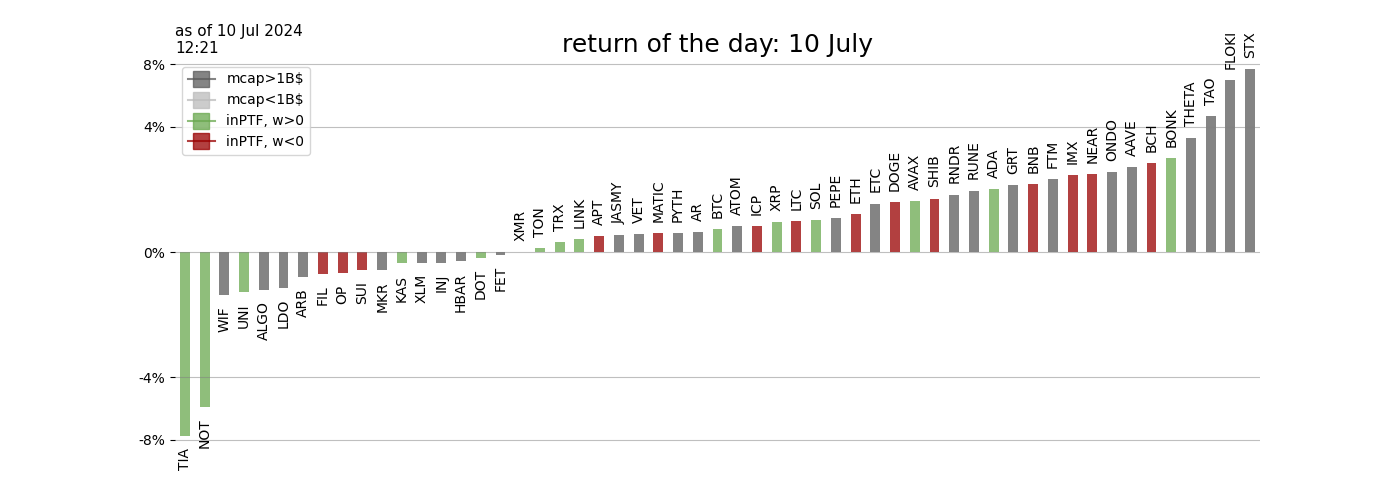 as of 10 Jul 2024
12:21
return of the day: 10 July
8%
4%
0%
-4%
-8%
mcap>1B$
mcap<1B$
inPTF, w>0
inPTF, w<0
TIA
NOT
WIF
UNI
ALGO
LDO
ARB
FIL
OP
SUI
MKR
KAS
XLM
INJ
HBAR
DOT
FET
XMR
TON
TRX
LINK
APT
JASMY
VET
MATIC
PYTH
AR
BTC
ATOM
ICP
XRP
LTC
SOL
PEPE
ETH
ETC
DOGE
AVAX
SHIB
RNDR
RUNE
ADA
GRT
BNB
FTM
IMX
NEAR
ONDO
AAVE
BCH
BONK
THETA
TAO
FLOKI
STX